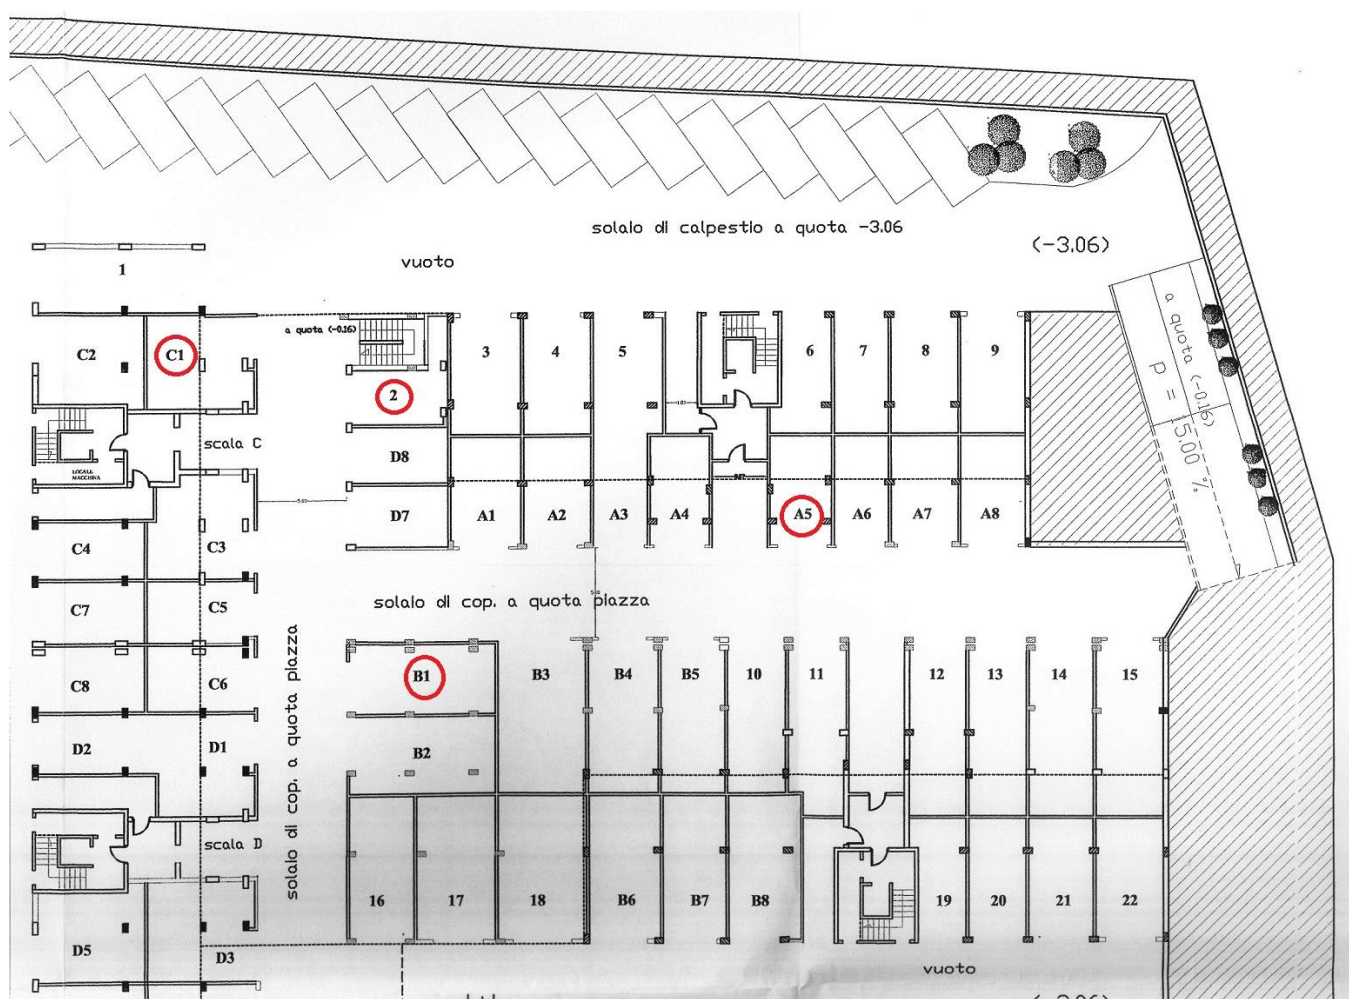 solaio di calpestio a quota -3.06
(-3.06)
vuoto
1
a quota (-0.16)
a quota (-0.16)
P = 1500 %
C2
C1
2
3
4
5
6
7
8
9
scala C
LOCALE
MACCHINA
D8
D7
A1
A2
A3
A4
A5
A6
A7
A8
C4
C3
C7
C5
solaio di cop. a quota piazza
solaio di cop. a quota piazza
C8
C6
B1
B3
B4
B5
10
11
12
13
14
15
D2
D1
B2
scala D
16
17
18
B6
B7
B8
19
20
21
22
D5
D3
vuoto
(-3.06)